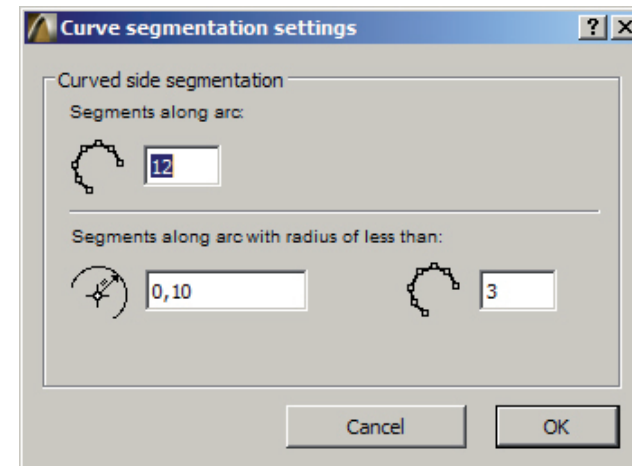 Curve segmentation settings
Curved side segmentation
Segments along arc:
12
Segments along arc with radius of less than:
0,10 3
Cancel OK